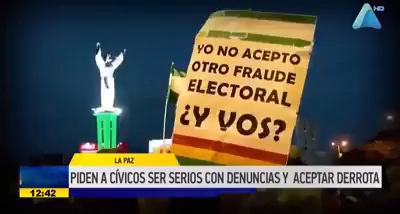 A HD
YO NO ACEPTO
OTRO FRAUDE
ELECTORAL
¿Y VOS?
LA PAZ
PIDEN A CÍVICOS SER SERIOS CON DENUNCIAS Y ACEPTAR DERROTA
12:42